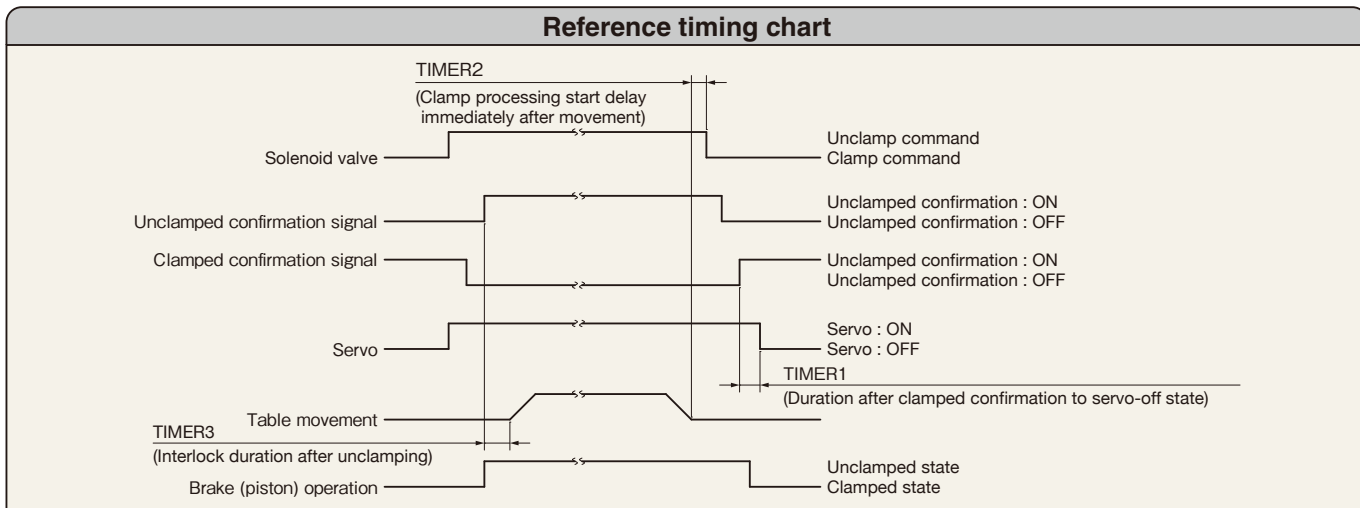 Reference timing chart
TIMER2
(Clamp processing start delay
immediately after movement)
Unclamp command
Solenoid valve
Clamp command
Unclamped confirmation : ON
Unclamped confirmation signal
Unclamped confirmation : OFF
Clamped confirmation signal
Unclamped confirmation : ON
Unclamped confirmation : OFF
Servo : ON
Servo
Servo : OFF
TIMER1
(Duration after clamped confirmation to servo-off state)
Table movement
TIMER3
(Interlock duration after unclamping)
Unclamped state
Brake (piston) operation
Clamped state